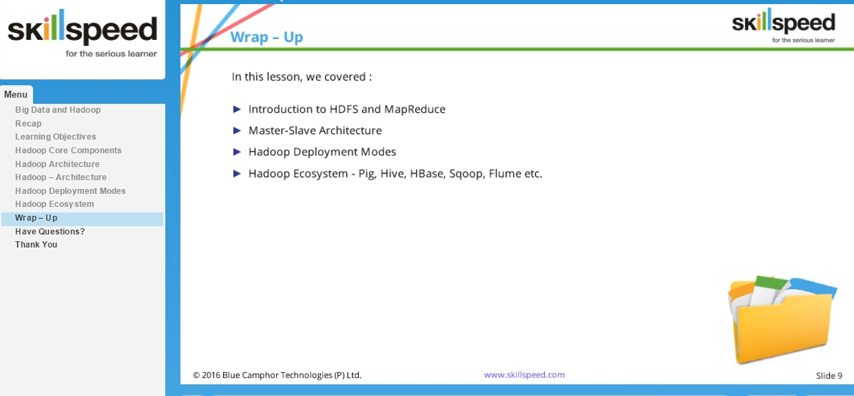 skillspeed
for the serious learner
Menu
Big Data and Hadoop
Recap
Learning Objectives
Hadoop Core Components
Hadoop Architecture
Hadoop – Architecture
Hadoop Deployment Modes
Hadoop Ecosystem
Wrap – Up
Have Questions?
Thank You
Wrap – Up
skillspeed
for the serious learner
In this lesson, we covered :
► Introduction to HDFS and MapReduce
► Master-Slave Architecture
► Hadoop Deployment Modes
► Hadoop Ecosystem - Pig, Hive, HBase, Sqoop, Flume etc.
© 2016 Blue Camphor Technologies (P) Ltd.
www.skillspeed.com
Slide 9